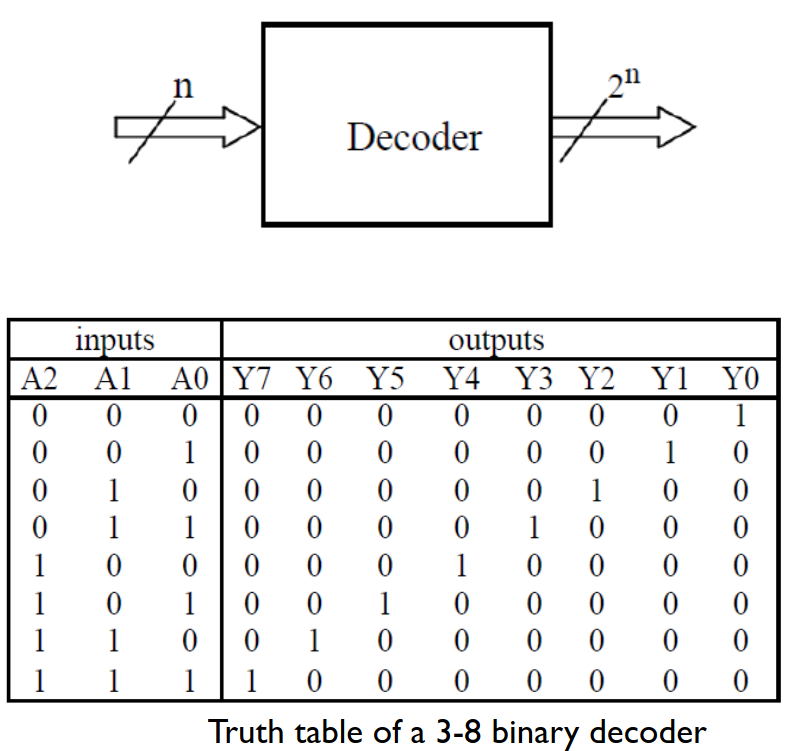 n
2ⁿ
Decoder
inputs outputs
A2 A1 A0 Y7 Y6 Y5 Y4 Y3 Y2 Y1 Y0
0 0 0 0 0 0 0 0 0 0 1
0 0 1 0 0 0 0 0 0 1 0
0 1 0 0 0 0 0 0 1 0 0
0 1 1 0 0 0 0 1 0 0 0
1 0 0 0 0 0 1 0 0 0 0
1 0 1 0 0 1 0 0 0 0 0
1 1 0 0 1 0 0 0 0 0 0
1 1 1 1 0 0 0 0 0 0 0
Truth table of a 3-8 binary decoder